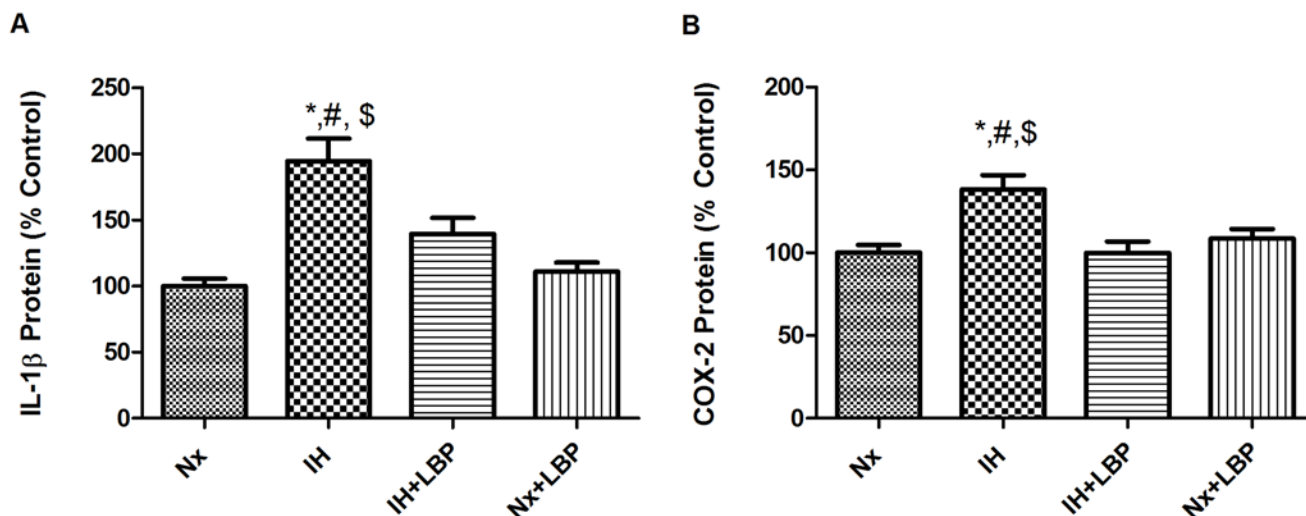 A
IL-1β Protein (% Control)
250
200
150
100
50
0
*,#, $
Nx
IH
IH+LBP
Nx+LBP
B
COX-2 Protein (% Control)
200
150
100
50
0
*,#,$
Nx
IH
IH+LBP
Nx+LBP